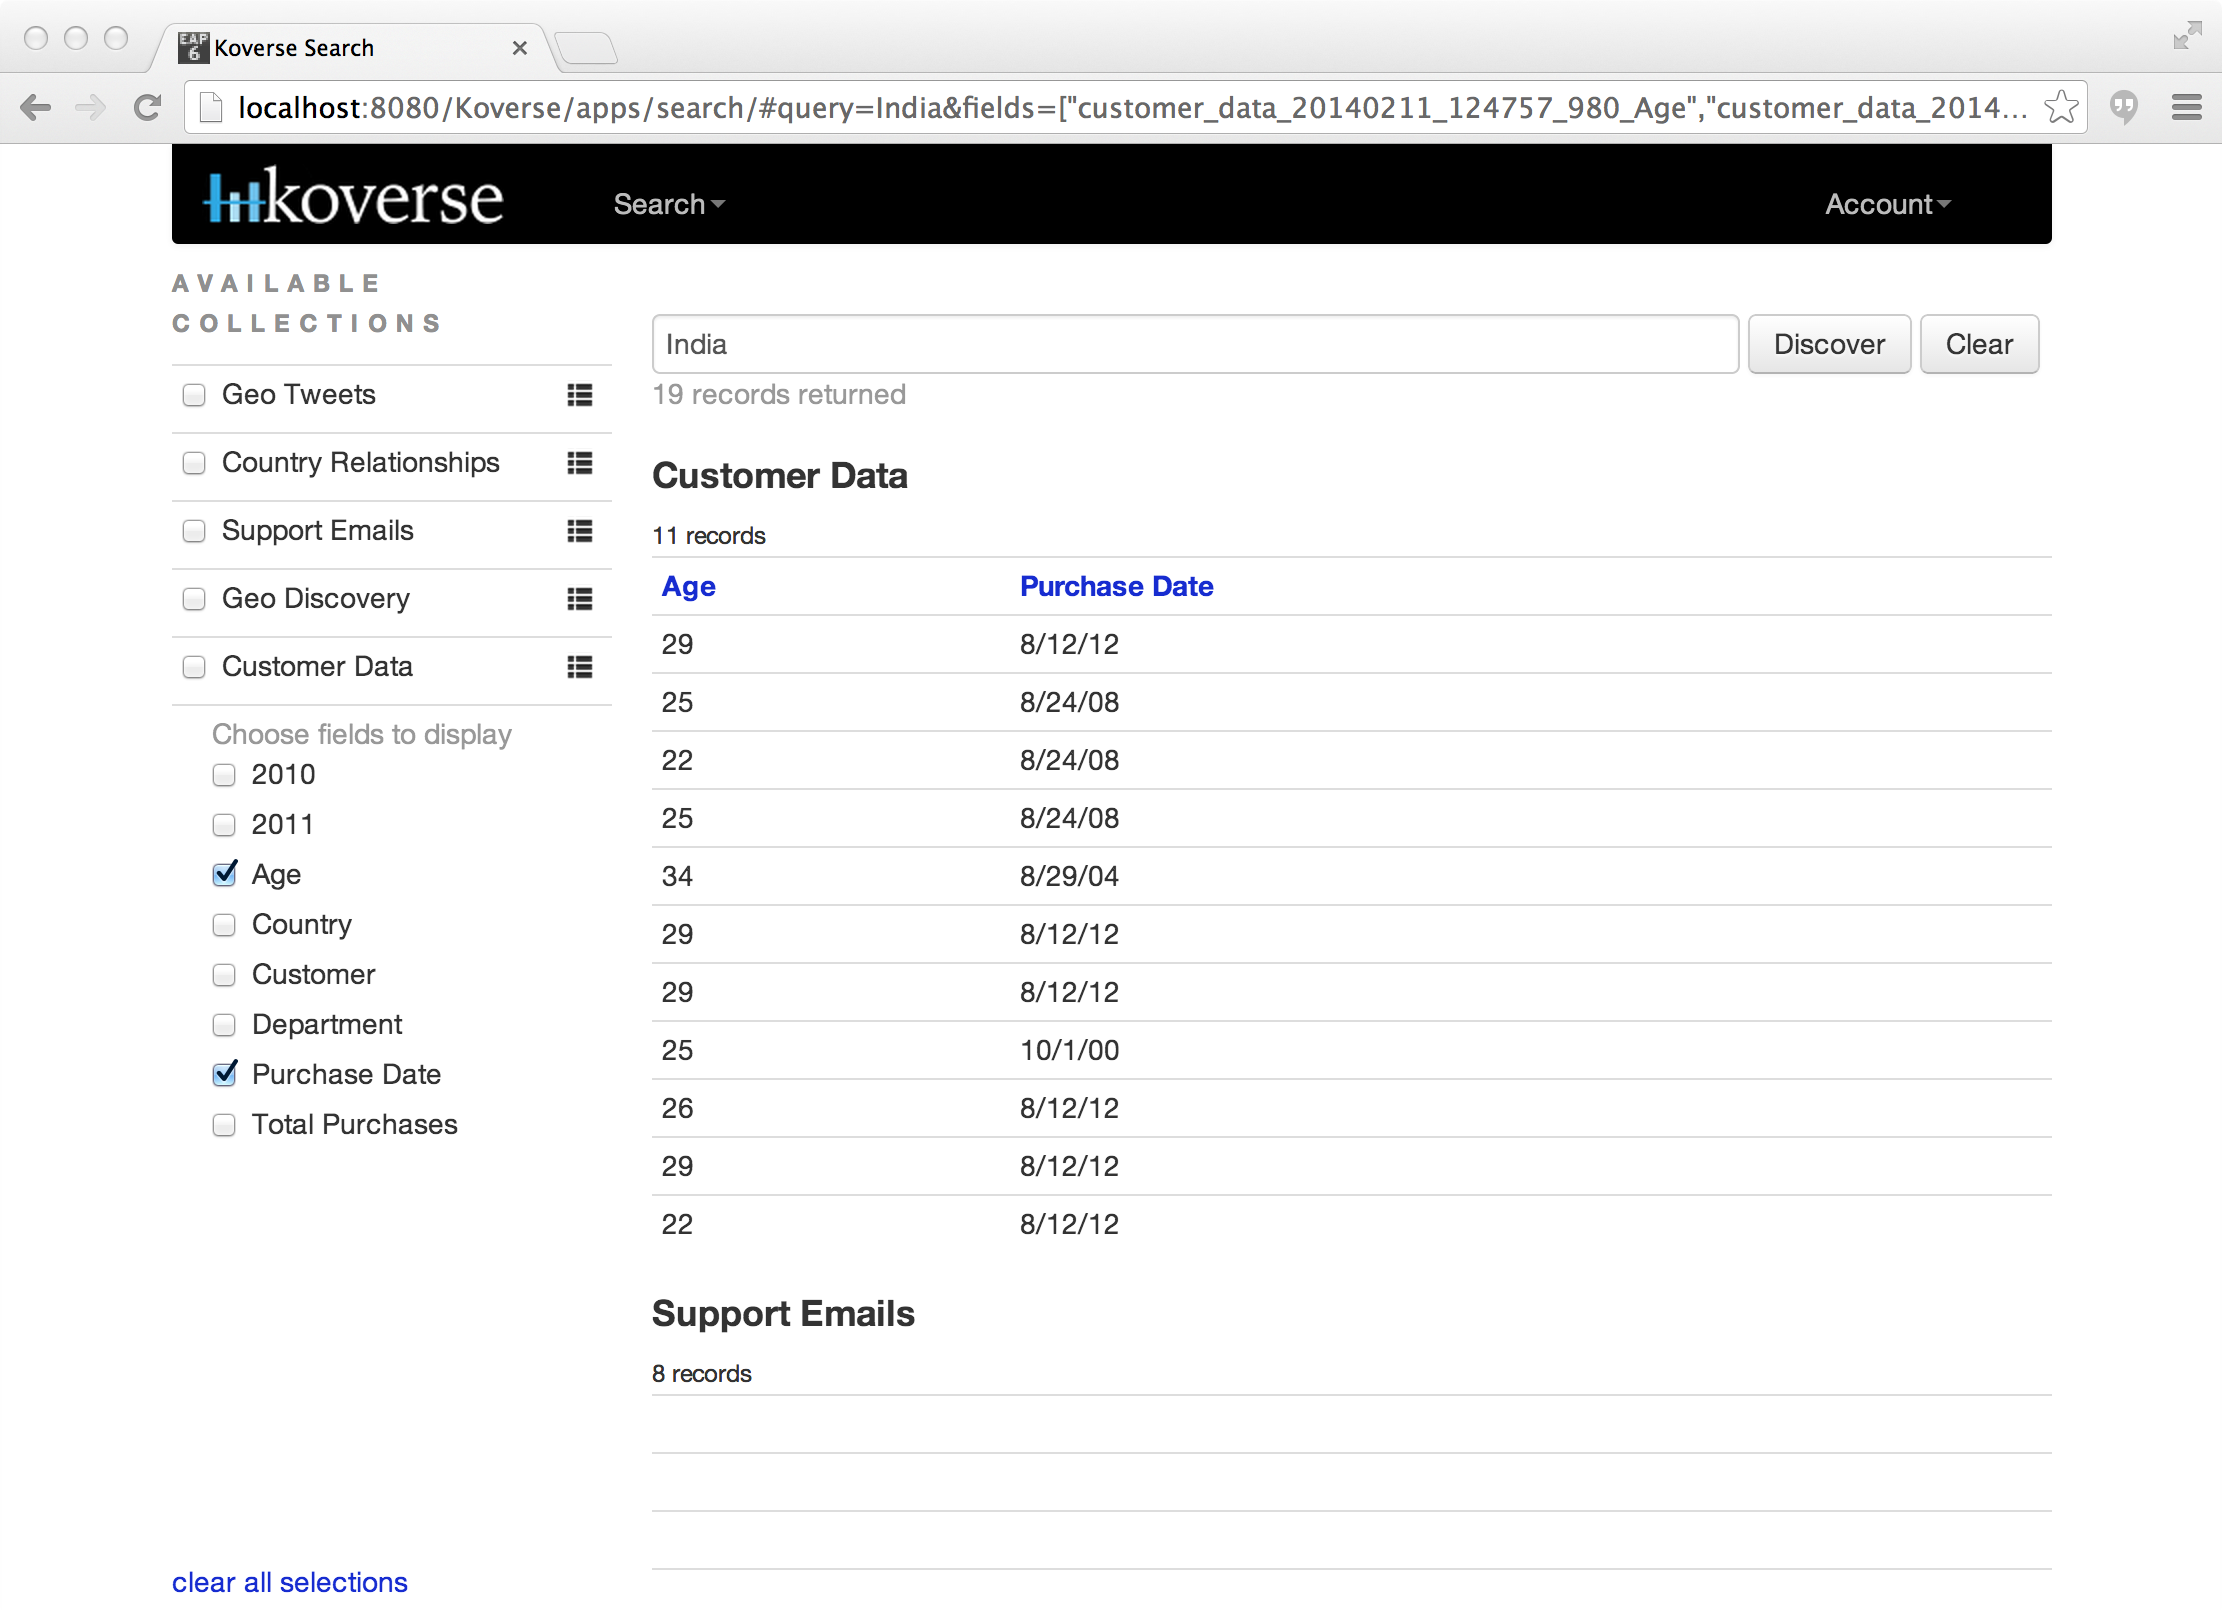 EAP 6
Koverse Search
localhost:8080/Koverse/apps/search/#query=India&fields=["customer_data_20140211_124757_980_Age","customer_data_2014...
koverse
Search
Account
AVAILABLE
COLLECTIONS
Geo Tweets
Country Relationships
Support Emails
Geo Discovery
Customer Data
Choose fields to display
2010
2011
Age
Country
Customer
Department
Purchase Date
Total Purchases
clear all selections
India
Discover
Clear
19 records returned
Customer Data
11 records
Age Purchase Date
29 8/12/12
25 8/24/08
22 8/24/08
25 8/24/08
34 8/29/04
29 8/12/12
29 8/12/12
25 10/1/00
26 8/12/12
29 8/12/12
22 8/12/12
Support Emails
8 records